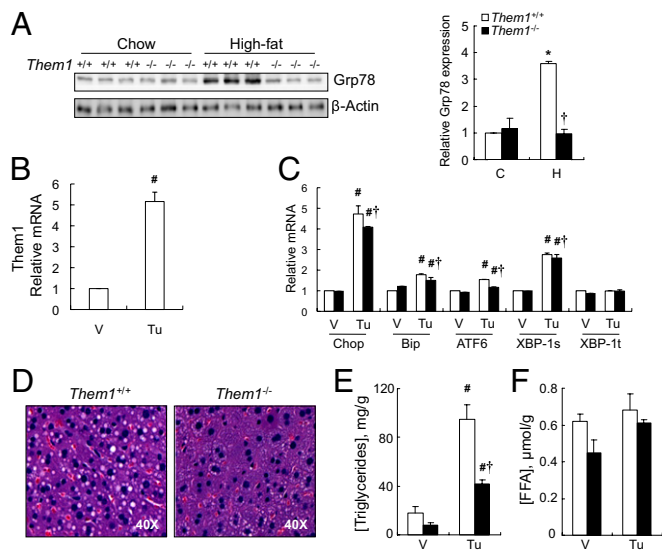 A
Chow
High-fat
Them1 +/+ +/+ +/+ -/- -/- -/- +/+ +/+ +/+ -/- -/- -/-
Grp78
β-Actin
Them1+/+
Them1-/-
Relative Grp78 expression
5
4
3
2
1
0
*
†
C
H
B
Them1
Relative mRNA
6
5
4
3
2
1
0
#
V
Tu
C
Relative mRNA
6
5
4
3
2
1
0
# #† # #† # #† # #†
V Tu V Tu V Tu V Tu V Tu
Chop Bip ATF6 XBP-1s XBP-1t
D
Them1+/+
Them1-/-
40X
40X
E
[Triglycerides], mg/g
120
80
40
0
#
#†
V
Tu
F
[FFA], μmol/g
0.8
0.6
0.4
0.2
0
V
Tu